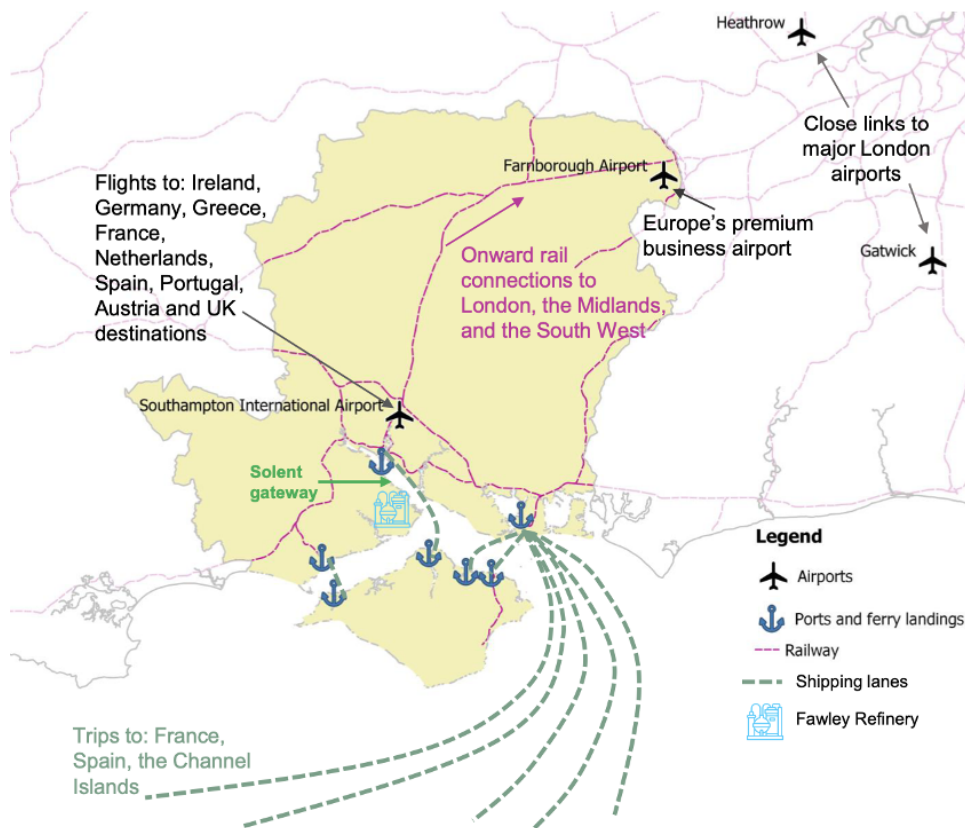 Heathrow
Close links to
major London
airports
Farnborough Airport
Flights to: Ireland,
Germany, Greece,
France,
Netherlands,
Spain, Portugal,
Austria and UK
destinations
Europe's premium
business airport
Gatwick
Onward rail
connections to
London, the Midlands,
and the South West
Southampton International Airport
Solent
gateway
Legend
Airports
Ports and ferry landings
Railway
Shipping lanes
Fawley Refinery
Trips to: France,
Spain, the Channel
Islands